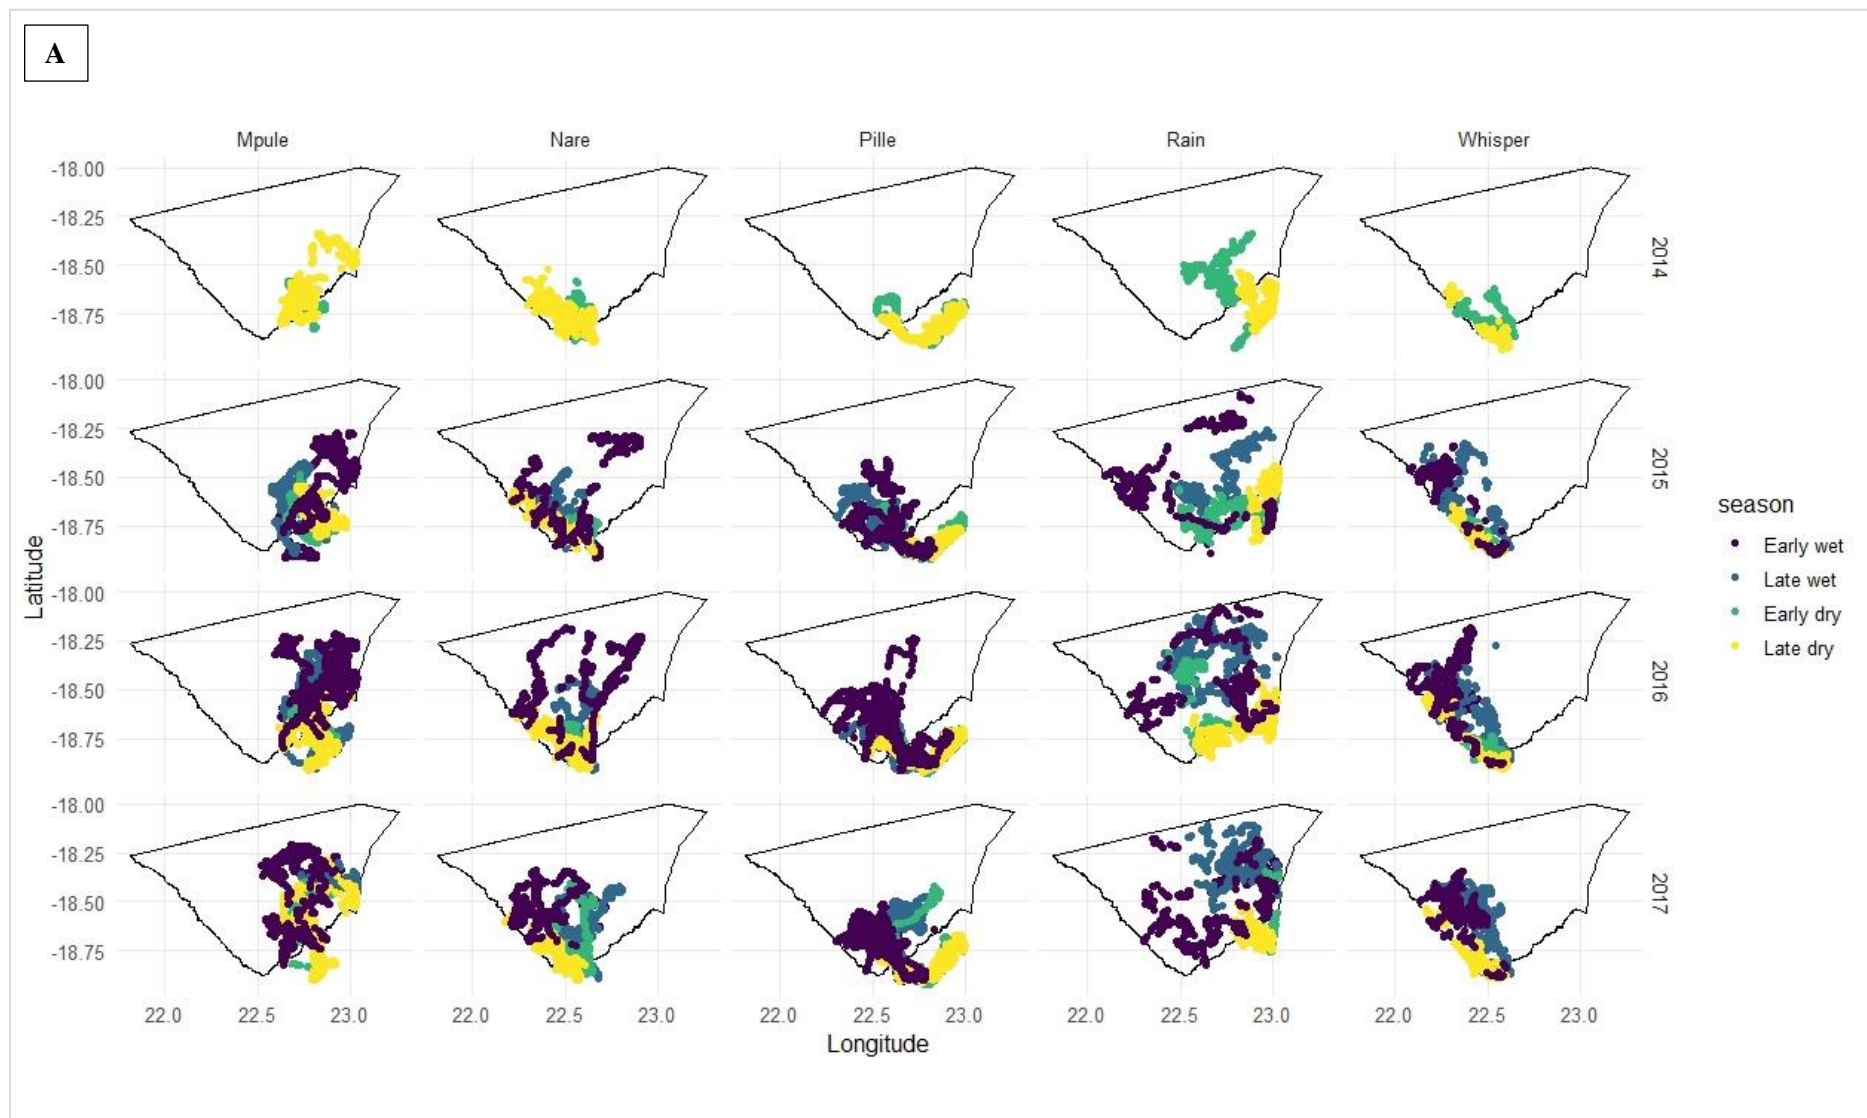 A
Mpule Nare Pille Rain Whisper
-18.00
-18.25
-18.50
-18.75
2014
-18.00
-18.25
-18.50
-18.75
2015
-18.00
-18.25
-18.50
-18.75
2016
-18.00
-18.25
-18.50
-18.75
2017
Latitude
22.0 22.5 23.0 22.0 22.5 23.0 22.0 22.5 23.0 22.0 22.5 23.0 22.0 22.5 23.0
Longitude
season
Early wet
Late wet
Early dry
Late dry